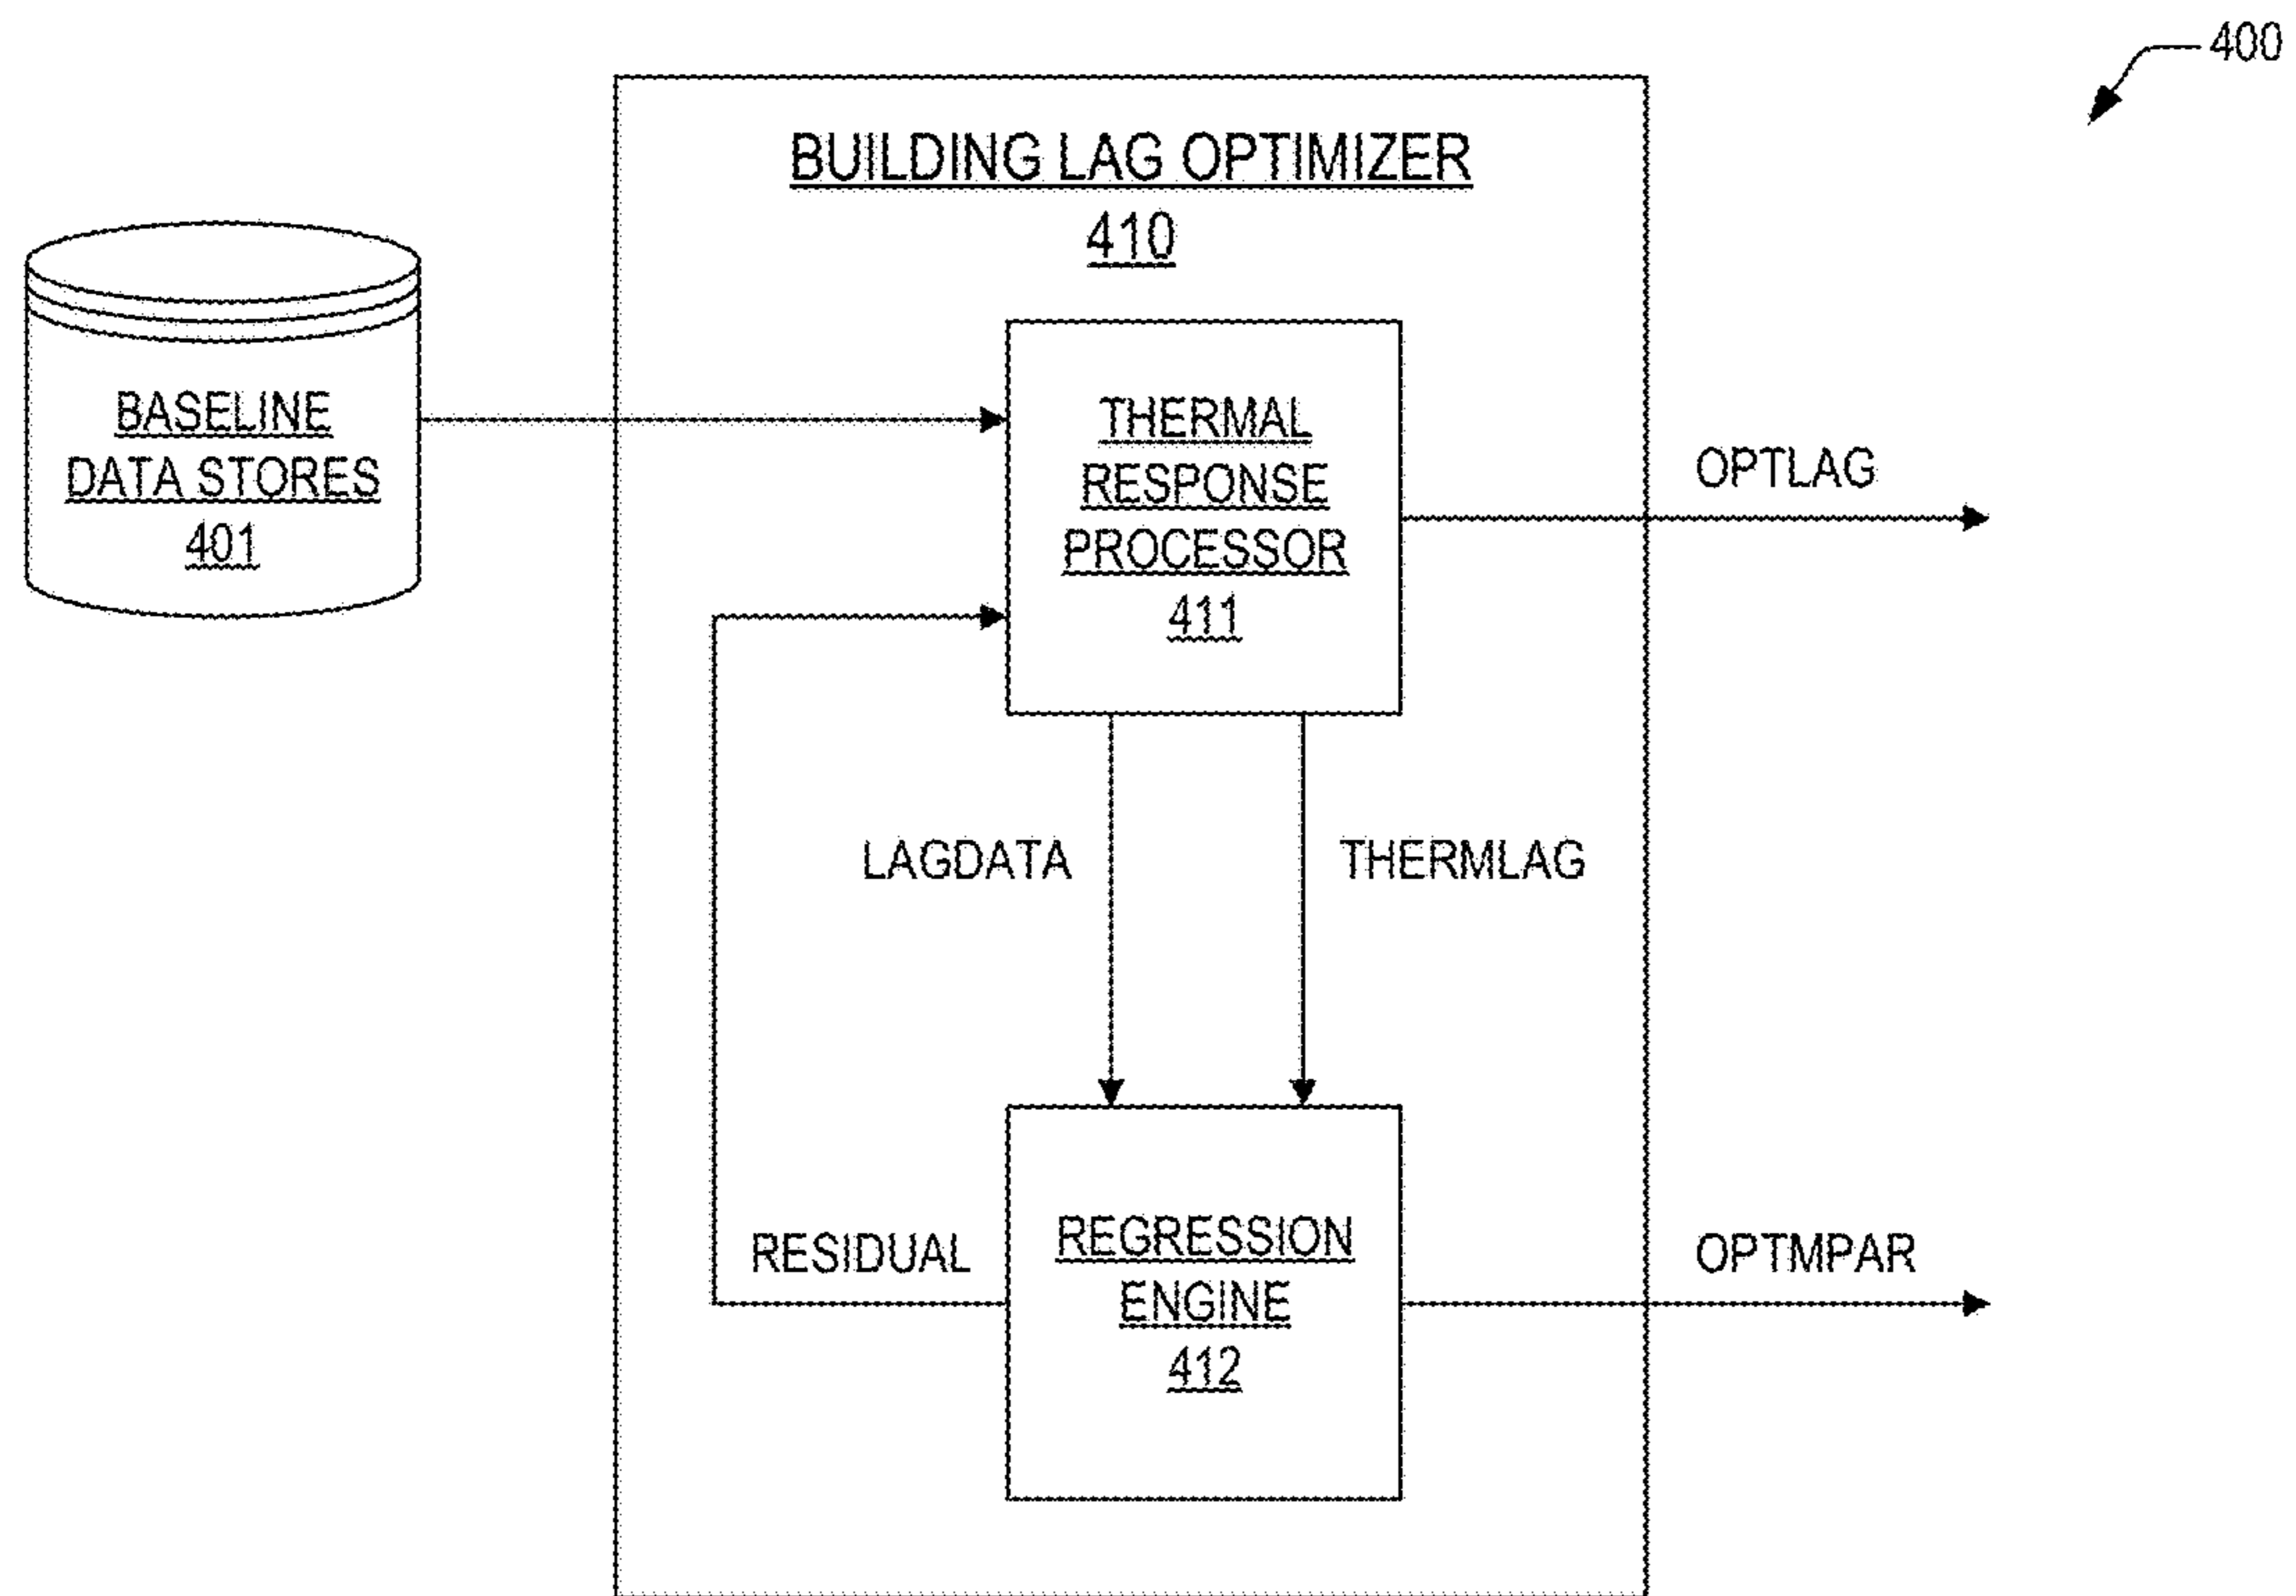 400
BUILDING LAG OPTIMIZER
410
BASELINE
DATA STORES
401
THERMAL
RESPONSE
PROCESSOR
411
OPTLAG
LAGDATA
THERMLAG
RESIDUAL
REGRESSION
ENGINE
412
OPTMPAR